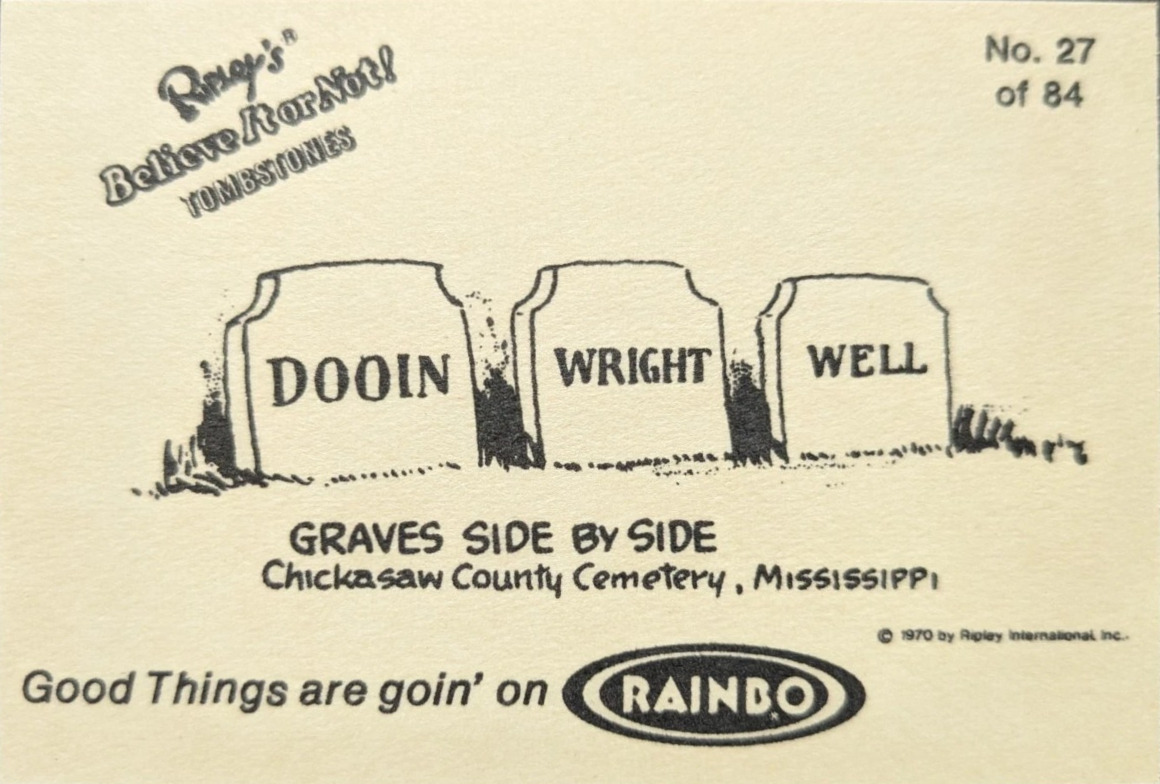 Ripley's®
Believe It or Not!
TOMBSTONES
No. 27
of 84
DOOIN WRIGHT WELL
GRAVES SIDE BY SIDE
Chickasaw County Cemetery, MISSISSIPPI
© 1970 by Ripley International, Inc.
Good Things are goin' on RAINBO